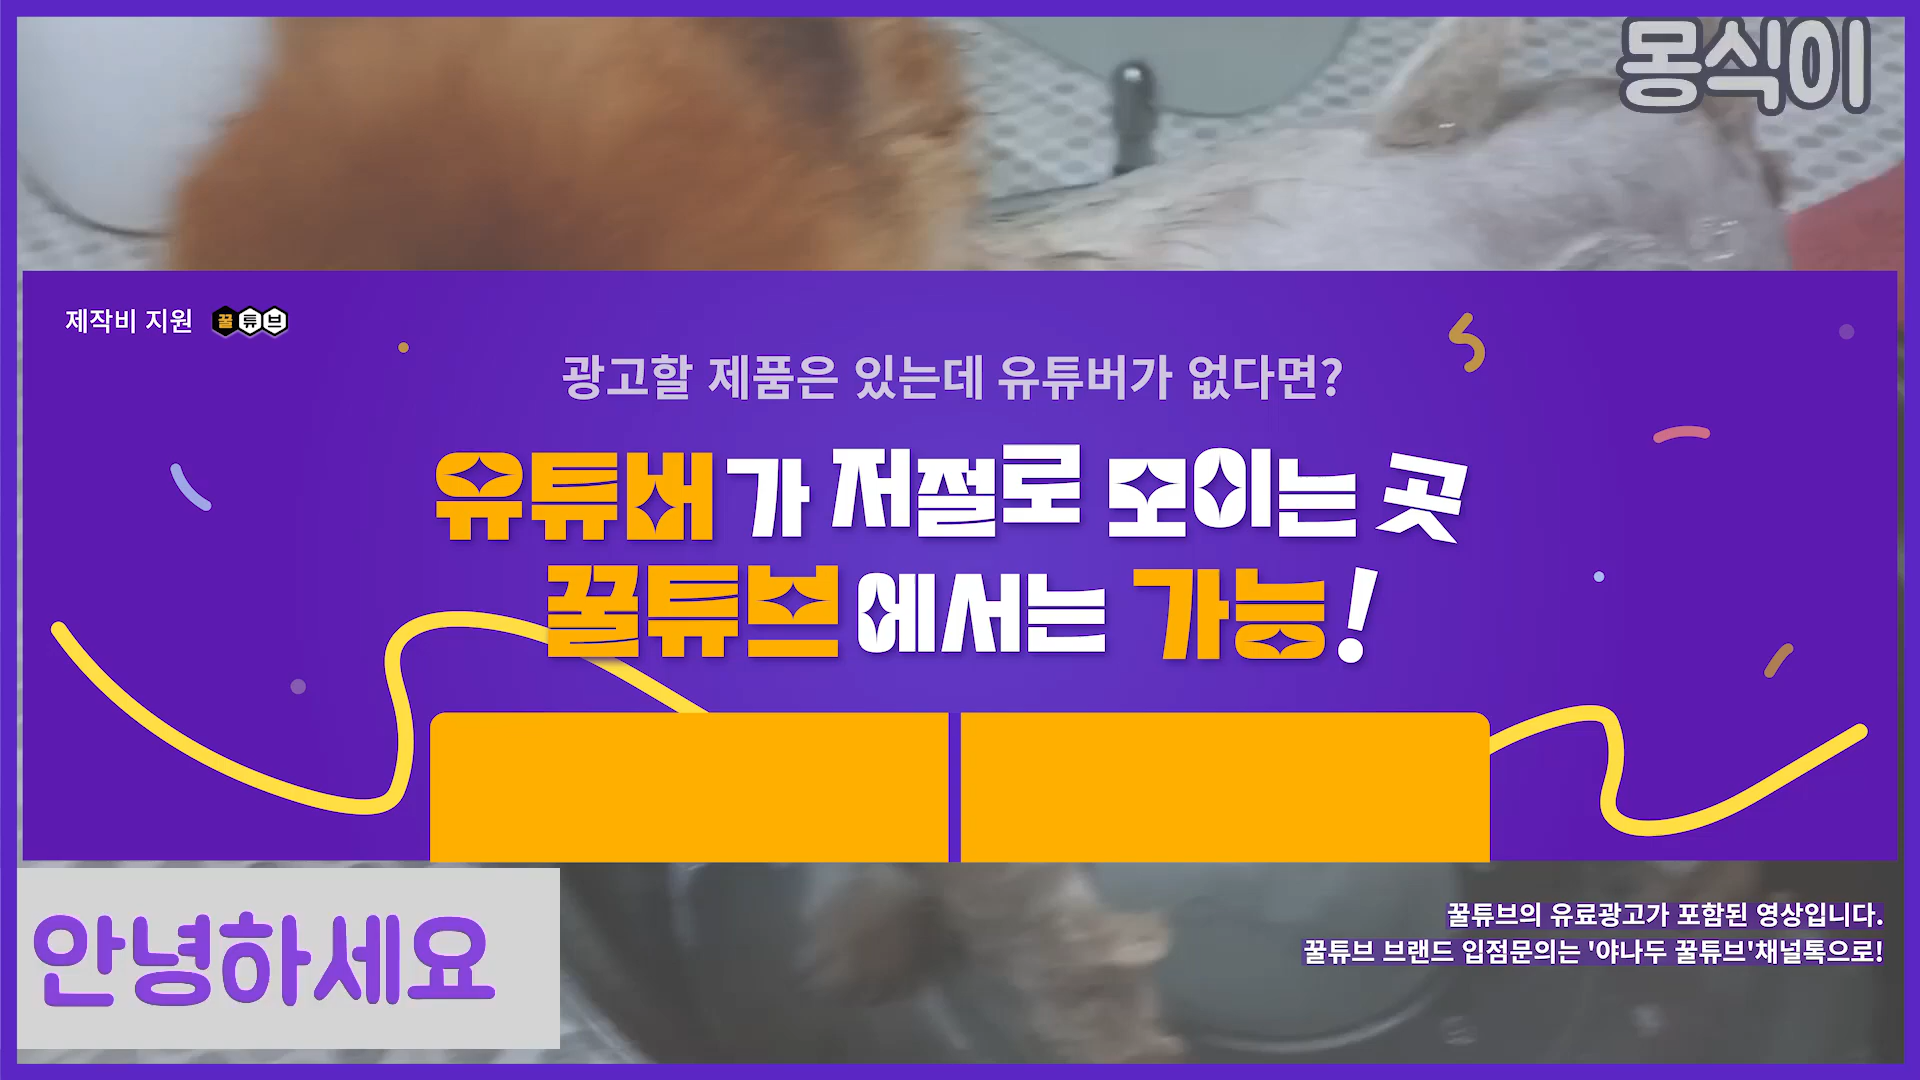 몽식이
제작비 지원 꿀튜브
광고할 제품은 있는데 유튜버가 없다면?
유튜버가 저절로 모이는 곳
꿀튜브에서는 가능!
안녕하세요
꿀튜브의 유료광고가 포함된 영상입니다.
꿀튜브 브랜드 입점문의는 '야나두 꿀튜브'채널톡으로!